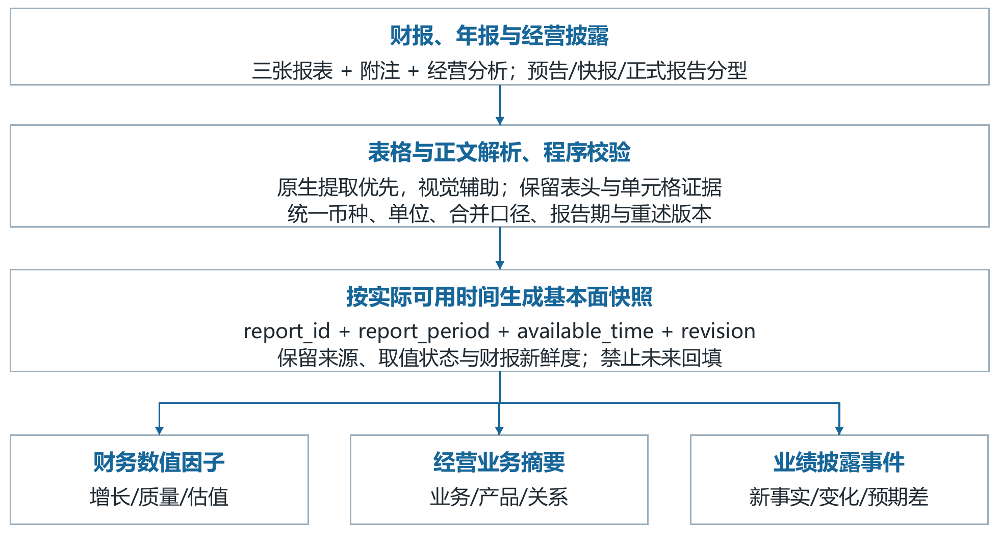 财报、年报与经营披露
三张报表 + 附注 + 经营分析；预告/快报/正式报告分型
表格与正文解析、程序校验
原生提取优先，视觉辅助；保留表头与单元格证据
统一币种、单位、合并口径、报告期与重述版本
按实际可用时间生成基本面快照
report_id + report_period + available_time + revision
保留来源、取值状态与财报新鲜度；禁止未来回填
财务数值因子
增长/质量/估值
经营业务摘要
业务/产品/关系
业绩披露事件
新事实/变化/预期差